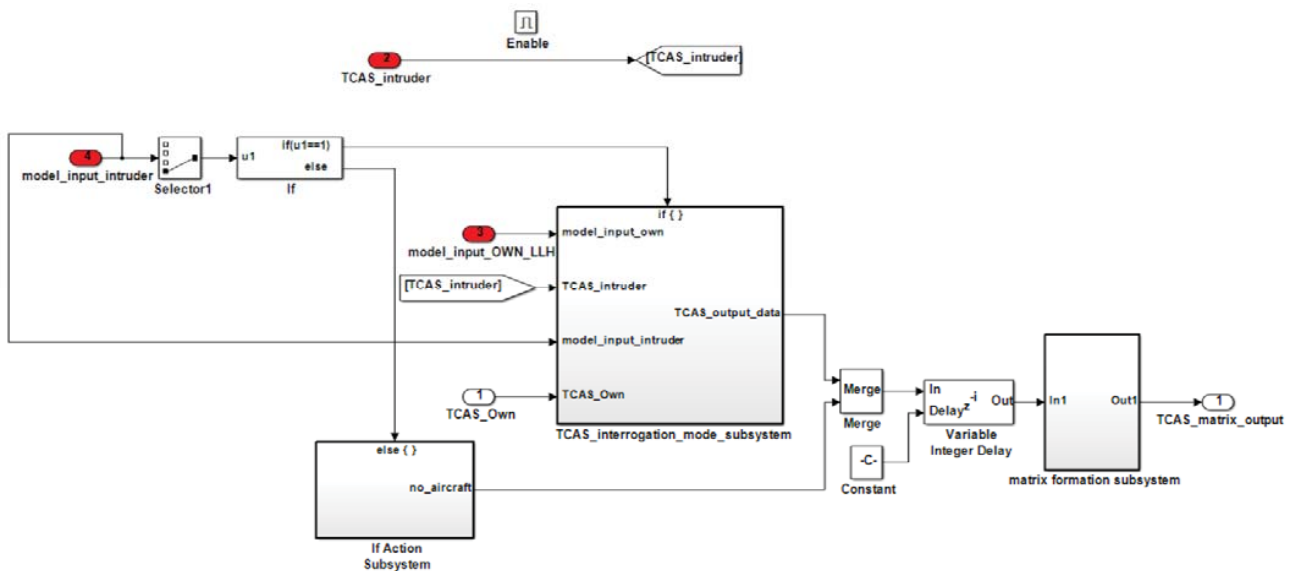 Enable
2
TCAS_intruder
[TCAS_intruder]
4
model_input_intruder
Selector1
u1
if(u1==1)
else
If
if { }
3
model_input_own
model_input_OWN_LLH
[TCAS_intruder]
TCAS_intruder
TCAS_output_data
model_input_intruder
1
TCAS_Own
TCAS_Own
TCAS_interrogation_mode_subsystem
else { }
no_aircraft
If Action
Subsystem
Merge
Merge
-C-
Constant
In
Delay
z
-i
Out
Variable
Integer Delay
In1
Out1
matrix formation subsystem
1
TCAS_matrix_output